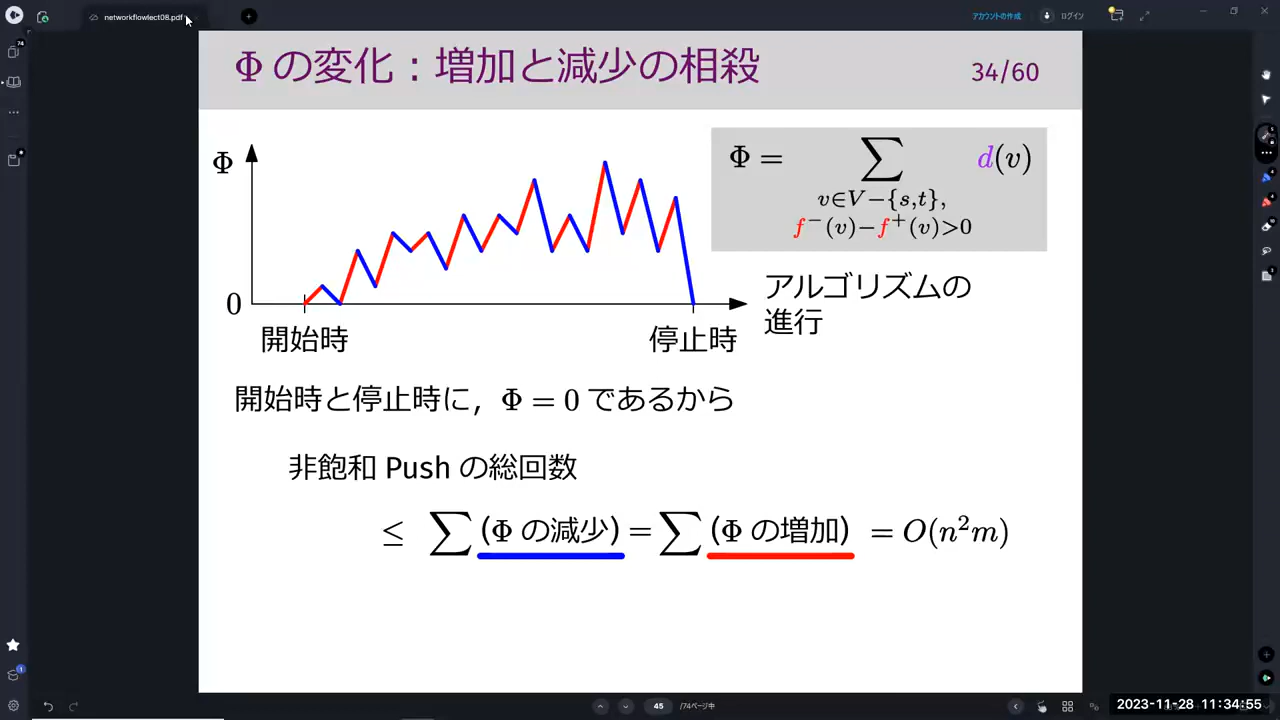 networkflowlect08.pdf
アカウントの作成
ログイン
74
Φ の変化：増加と減少の相殺
34/60
Φ
0
開始時
停止時
アルゴリズムの
進行
Φ = ∑ d(v)
v∈V−{s,t},
f⁻(v)−f⁺(v)>0
開始時と停止時に，Φ = 0 であるから
非飽和 Push の総回数
≤ ∑ (Φ の減少) = ∑ (Φ の増加) = O(n²m)
1
45
/74ページ中
2023-11-28 11:34:55